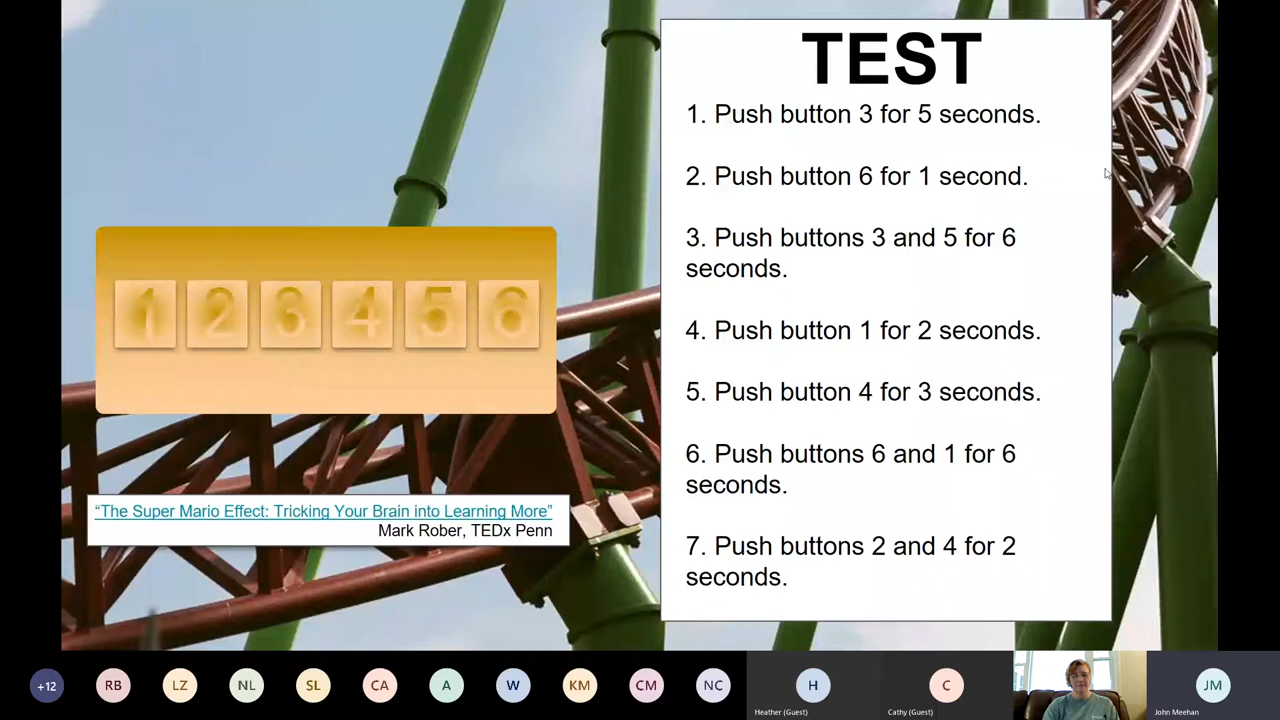 TEST
1. Push button 3 for 5 seconds.
2. Push button 6 for 1 second.
3. Push buttons 3 and 5 for 6
seconds.
4. Push button 1 for 2 seconds.
5. Push button 4 for 3 seconds.
6. Push buttons 6 and 1 for 6
seconds.
7. Push buttons 2 and 4 for 2
seconds.
1 2 3 4 5 6
“The Super Mario Effect: Tricking Your Brain into Learning More”
Mark Rober, TEDx Penn
+12 RB LZ NL SL CA A W KM CM NC H C JM
Heather (Guest) Cathy (Guest) John Meehan